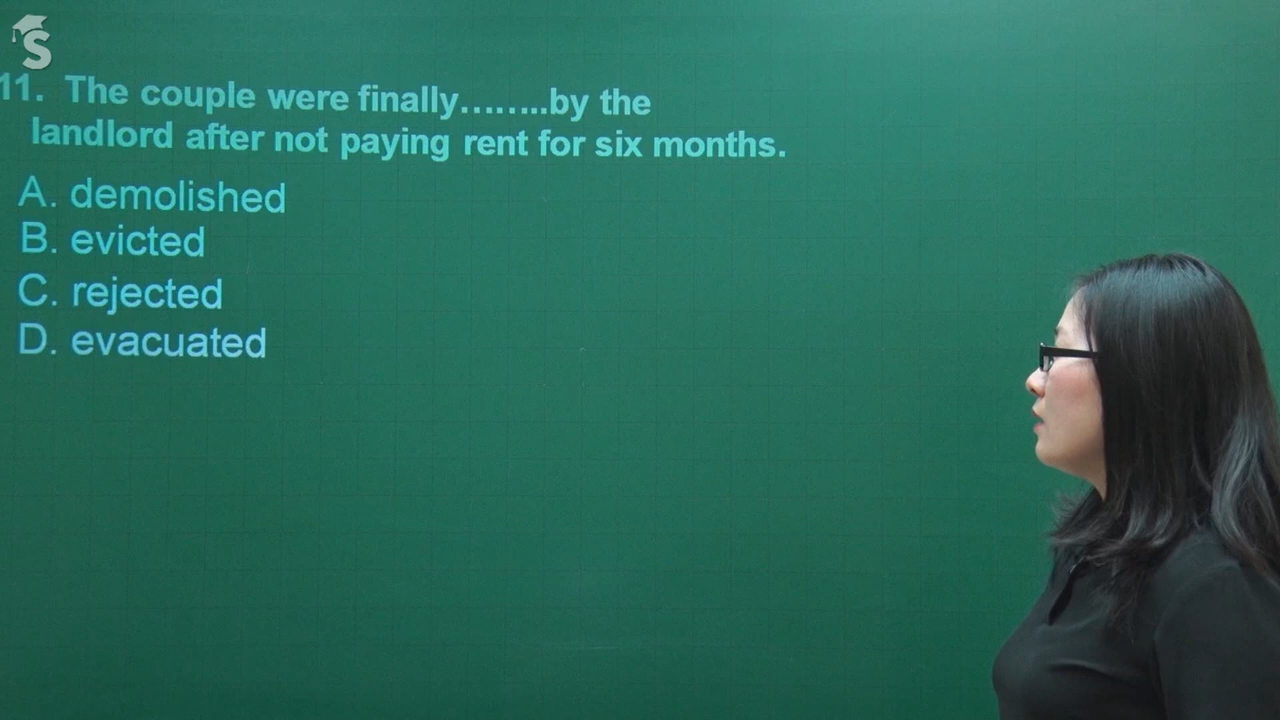 S
11. The couple were finally……..by the
landlord after not paying rent for six months.
A. demolished
B. evicted
C. rejected
D. evacuated